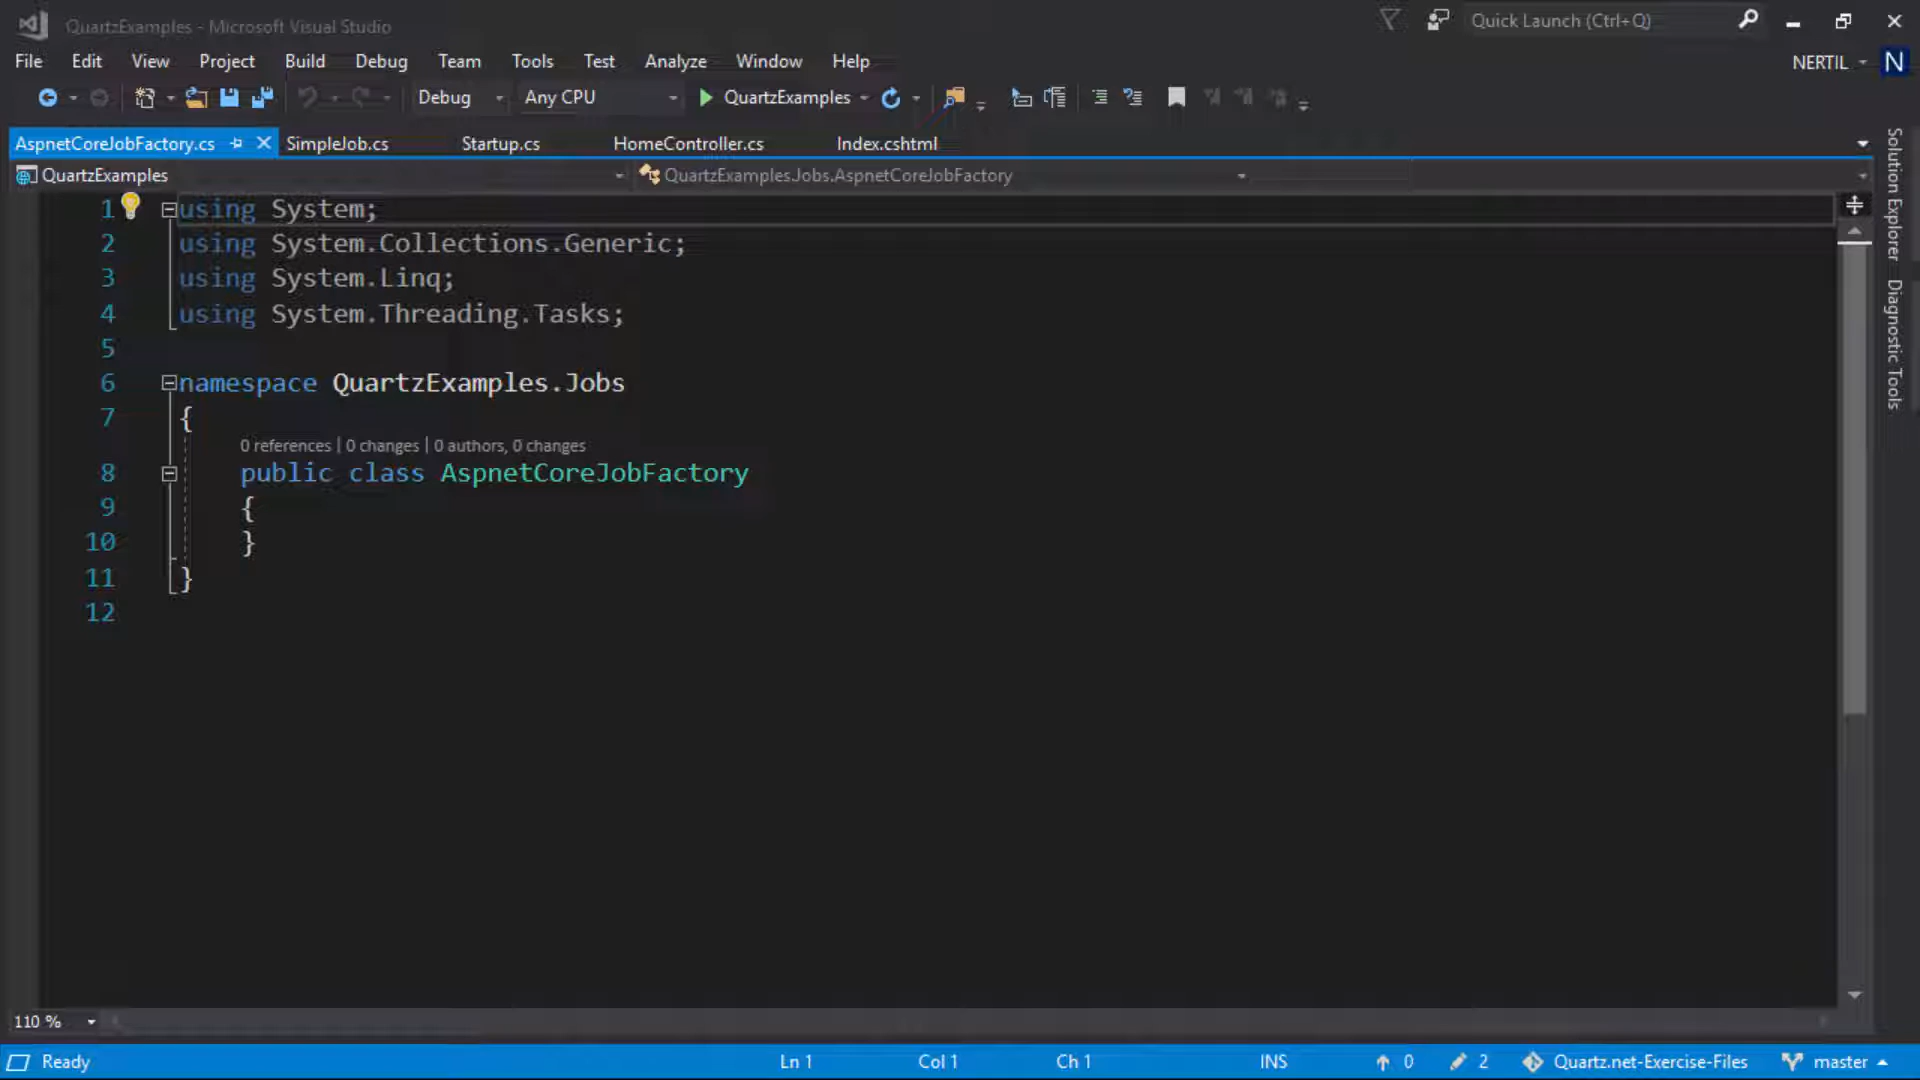 QuartzExamples - Microsoft Visual Studio
Quick Launch (Ctrl+Q)
File Edit View Project Build Debug Team Tools Test Analyze Window Help
NERTIL N
Debug Any CPU QuartzExamples
AspnetCoreJobFactory.cs SimpleJob.cs Startup.cs HomeController.cs Index.cshtml
QuartzExamples QuartzExamples.Jobs.AspnetCoreJobFactory
1 using System;
2 using System.Collections.Generic;
3 using System.Linq;
4 using System.Threading.Tasks;
5
6 namespace QuartzExamples.Jobs
7 {
0 references | 0 changes | 0 authors, 0 changes
8 public class AspnetCoreJobFactory
9 {
10 }
11 }
12
Solution Explorer
Diagnostic Tools
110 %
Ready Ln 1 Col 1 Ch 1 INS 0 2 Quartz.net-Exercise-Files master